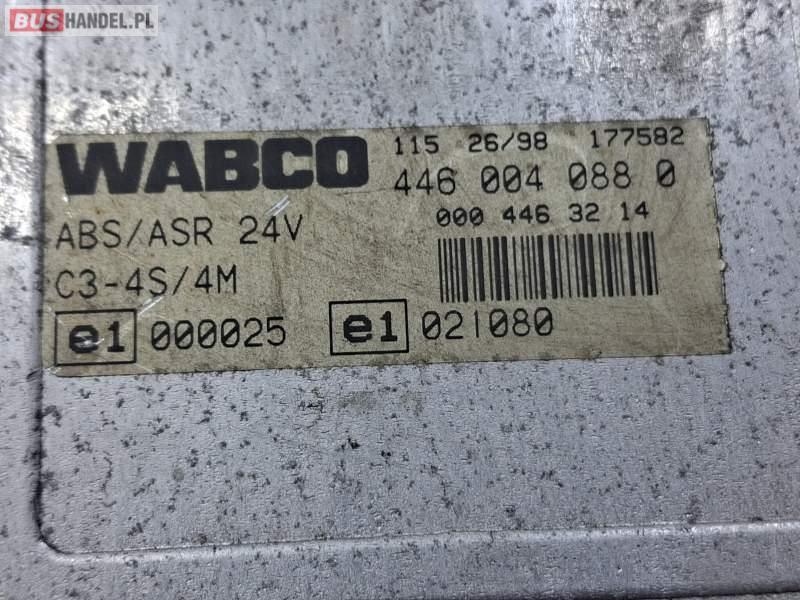 BUSHANDEL.PL
WABCO
115 26/98 177582
446 004 088 0
000 446 32 14
ABS/ASR 24V
C3-4S/4M
e1 000025 e1 021080